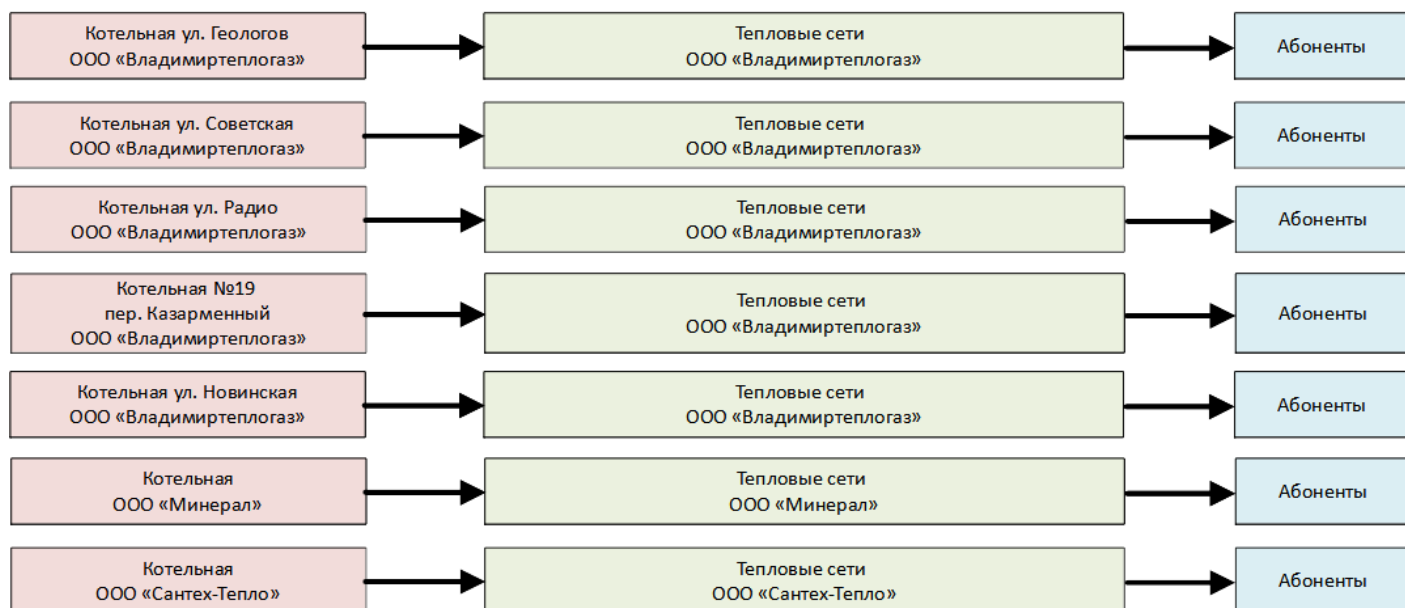 Котельная ул. Геологов
ООО «Владимиртеплогаз»
Тепловые сети
ООО «Владимиртеплогаз»
Абоненты
Котельная ул. Советская
ООО «Владимиртеплогаз»
Тепловые сети
ООО «Владимиртеплогаз»
Абоненты
Котельная ул. Радио
ООО «Владимиртеплогаз»
Тепловые сети
ООО «Владимиртеплогаз»
Абоненты
Котельная №19
пер. Казарменный
ООО «Владимиртеплогаз»
Тепловые сети
ООО «Владимиртеплогаз»
Абоненты
Котельная ул. Новинская
ООО «Владимиртеплогаз»
Тепловые сети
ООО «Владимиртеплогаз»
Абоненты
Котельная
ООО «Минерал»
Тепловые сети
ООО «Минерал»
Абоненты
Котельная
ООО «Сантех-Тепло»
Тепловые сети
ООО «Сантех-Тепло»
Абоненты